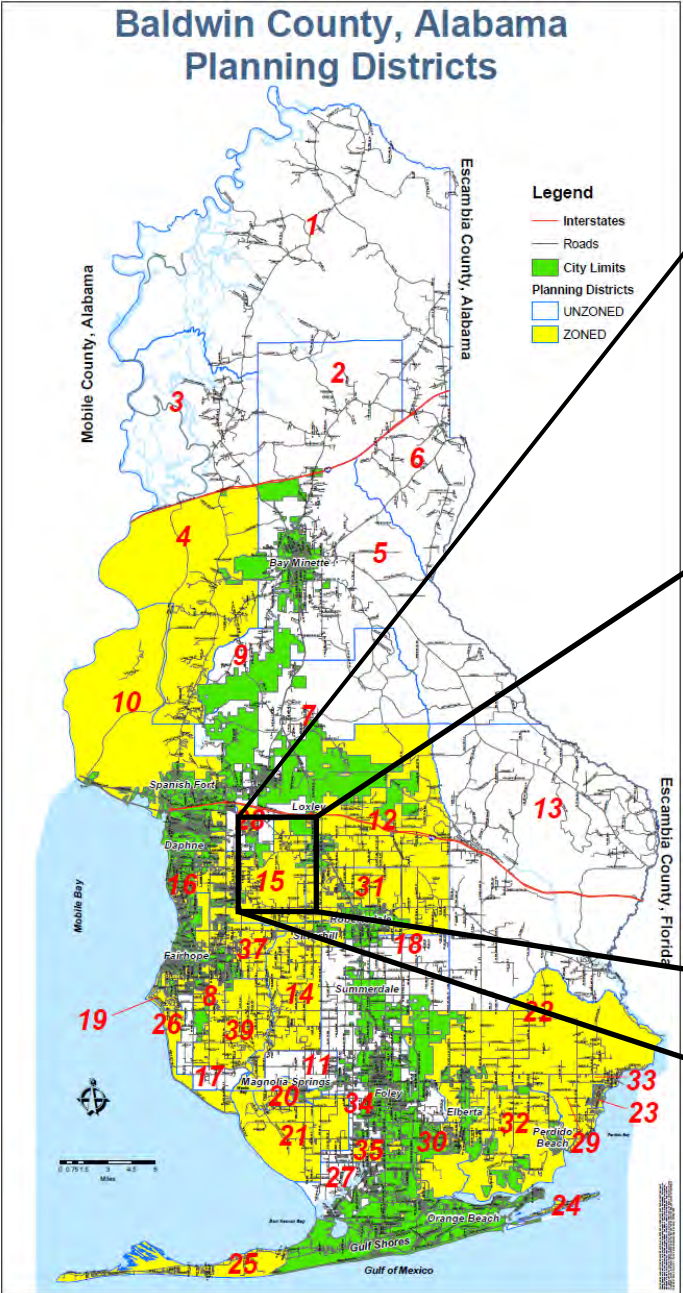 Baldwin County, Alabama
Planning Districts
Escambia County, Alabama
Legend
Interstates
Roads
City Limits
Planning Districts
UNZONED
ZONED
Mobile County, Alabama
1
2
3
6
4
5
Bay Minette
9
10
7
Spanish Fort
13
Loxley
12
Escambia County, Florida
Daphne
15
31
16
Mobile Bay
18
37
Fairhope
Summerdale
8
14
22
19
26
39
11
33
17
Magnolia Springs
20
34
Foley
23
Elberta
32
21
Perdido
Beach
29
35
30
27
24
Orange Beach
Gulf Shores
25
Gulf of Mexico
Miles